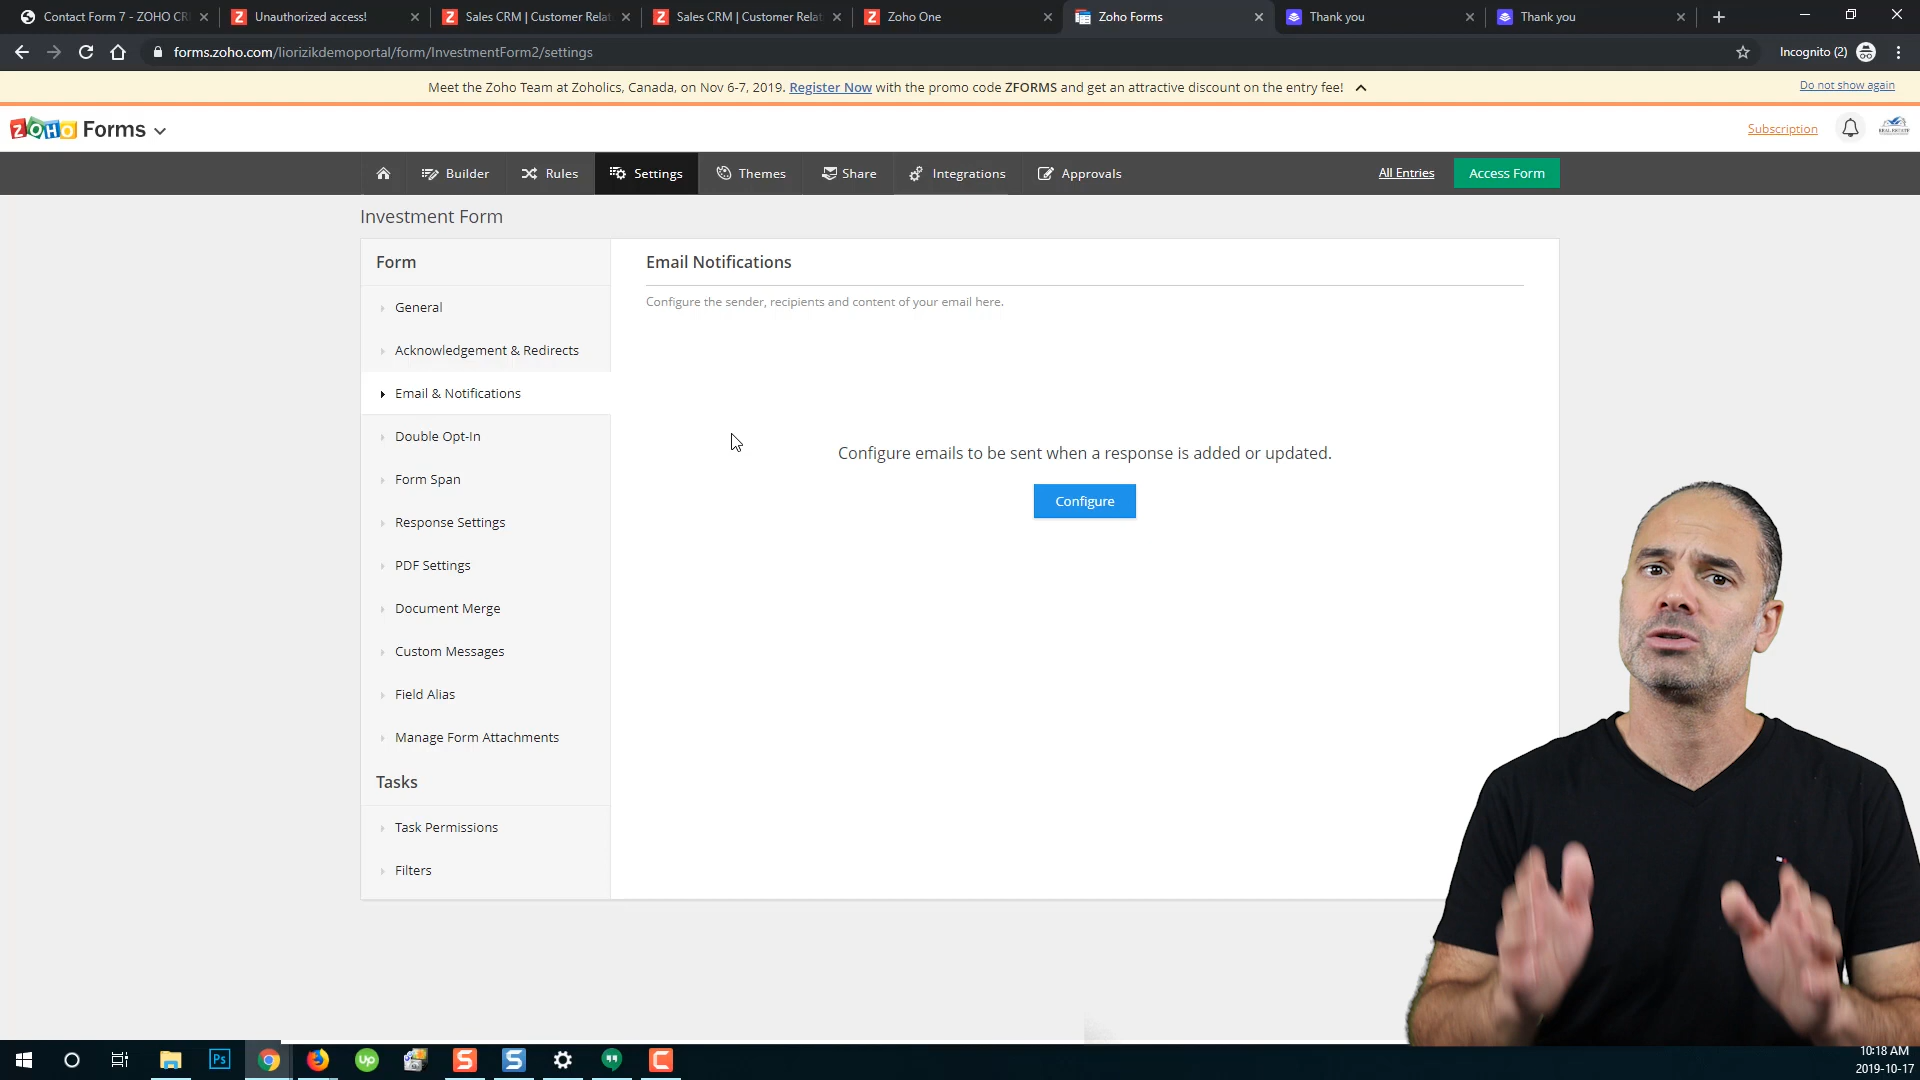 Contact Form 7 - ZOHO CR
Unauthorized access!
Sales CRM | Customer Relat
Sales CRM | Customer Relat
Zoho One
Zoho Forms
Thank you
Thank you
forms.zoho.com/liorizikdemoportal/form/InvestmentForm2/settings
Incognito (2)
Meet the Zoho Team at Zoholics, Canada, on Nov 6-7, 2019. Register Now with the promo code ZFORMS and get an attractive discount on the entry fee!
Do not show again
ZOHO Forms
Subscription
REAL ESTATE
Builder
Rules
Settings
Themes
Share
Integrations
Approvals
All Entries
Access Form
Investment Form
Form
General
Acknowledgement & Redirects
Email & Notifications
Double Opt-In
Form Span
Response Settings
PDF Settings
Document Merge
Custom Messages
Field Alias
Manage Form Attachments
Tasks
Task Permissions
Filters
Email Notifications
Configure the sender, recipients and content of your email here.
Configure emails to be sent when a response is added or updated.
Configure
Ps
up
S
S
C
10:18 AM
2019-10-17